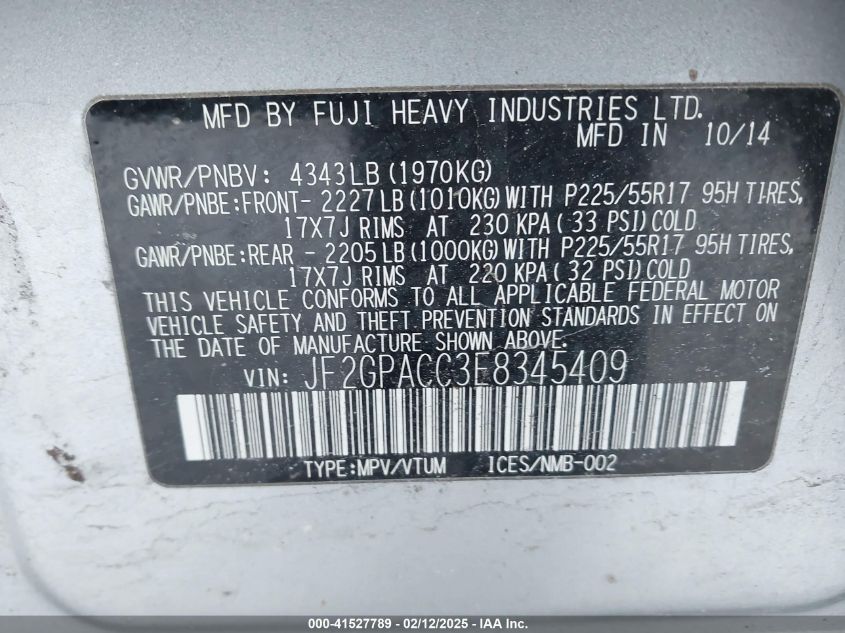 MFD BY FUJI HEAVY INDUSTRIES LTD.
MFD IN 10/14
GVWR/PNBV: 4343LB(1970KG)
GAWR/PNBE:FRONT- 2227LB(1010KG)WITH P225/55R17 95H TIRES,
17X7J RIMS AT 230 KPA(33 PSI)COLD
GAWR/PNBE:REAR - 2205LB(1000KG)WITH P225/55R17 95H TIRES,
17X7J RIMS AT 220 KPA(32 PSI)COLD
THIS VEHICLE CONFORMS TO ALL APPLICABLE FEDERAL MOTOR
VEHICLE SAFETY AND THEFT PREVENTION STANDARDS IN EFFECT ON
THE DATE OF MANUFACTURE SHOWN ABOVE.
VIN: JF2GPACC3E8345409
TYPE:MPV/VTUM ICES/NMB-002
000-41527789 - 02/12/2025 - IAAI.com